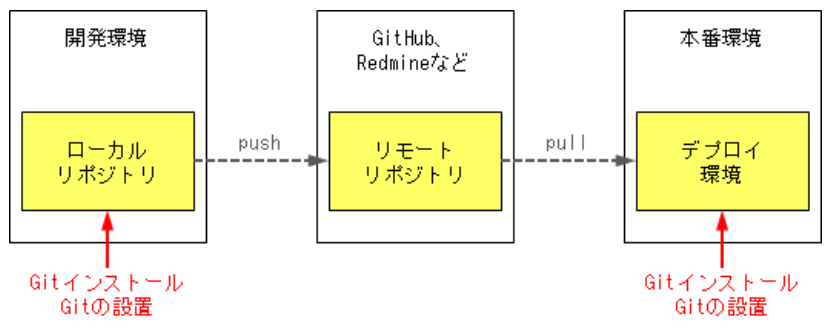 開発環境
GitHub、
Redmineなど
本番環境
ローカル
リポジトリ
push
リモート
リポジトリ
pull
デプロイ
環境
Gitインストール
Gitの設置
Gitインストール
Gitの設置